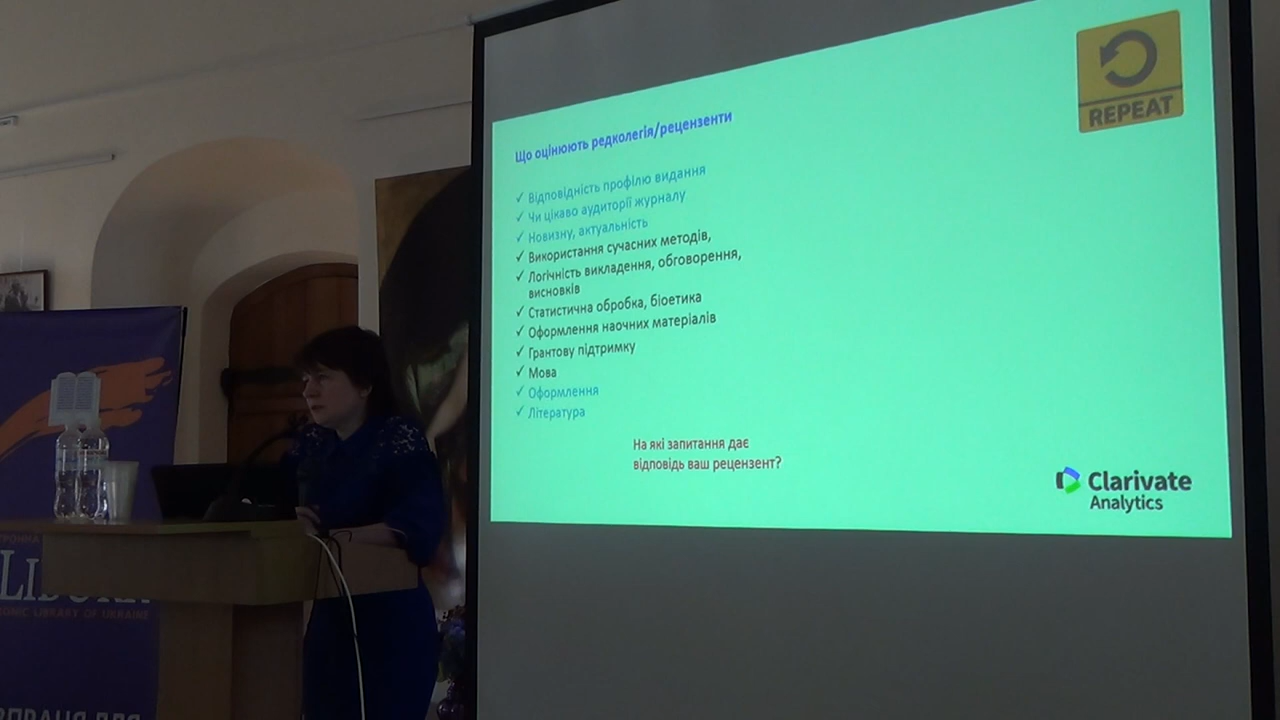 REPEAT
Що оцінюють редколегія/рецензенти
✓ Відповідність профілю видання
✓ Чи цікаво аудиторії журналу
✓ Новизну, актуальність
✓ Використання сучасних методів,
✓ Логічність викладення, обговорення,
висновків
✓ Статистична обробка, біоетика
✓ Оформлення наочних матеріалів
✓ Грантову підтримку
✓ Мова
✓ Оформлення
✓ Література
На які запитання дає
відповідь ваш рецензент?
Clarivate
Analytics
LIBRARY OF UKRAINE
ДЛЯ